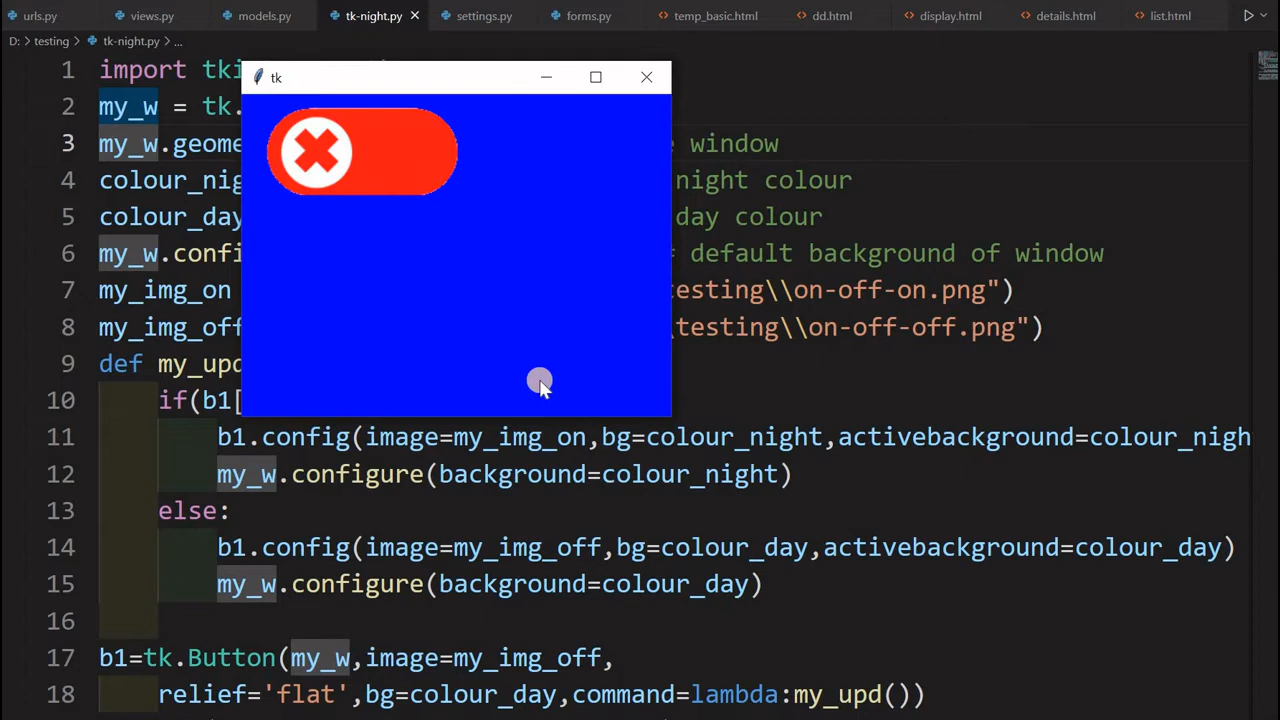 urls.py views.py models.py tk-night.py settings.py forms.py temp_basic.html dd.html display.html details.html list.html
D: > testing > tk-night.py > ...
tk
1 import
2 my_w = tk.
3 my_w.geome window
4 colour_nig night colour
5 colour_day day colour
6 my_w.confi default background of window
7 my_img_on testing\\on-off-on.png")
8 my_img_off \testing\\on-off-off.png")
9 def my_upd
10 if(b1[
11 b1.config(image=my_img_on,bg=colour_night,activebackground=colour_nigh
12 my_w.configure(background=colour_night)
13 else:
14 b1.config(image=my_img_off,bg=colour_day,activebackground=colour_day)
15 my_w.configure(background=colour_day)
16
17 b1=tk.Button(my_w,image=my_img_off,
18 relief='flat',bg=colour_day,command=lambda:my_upd())